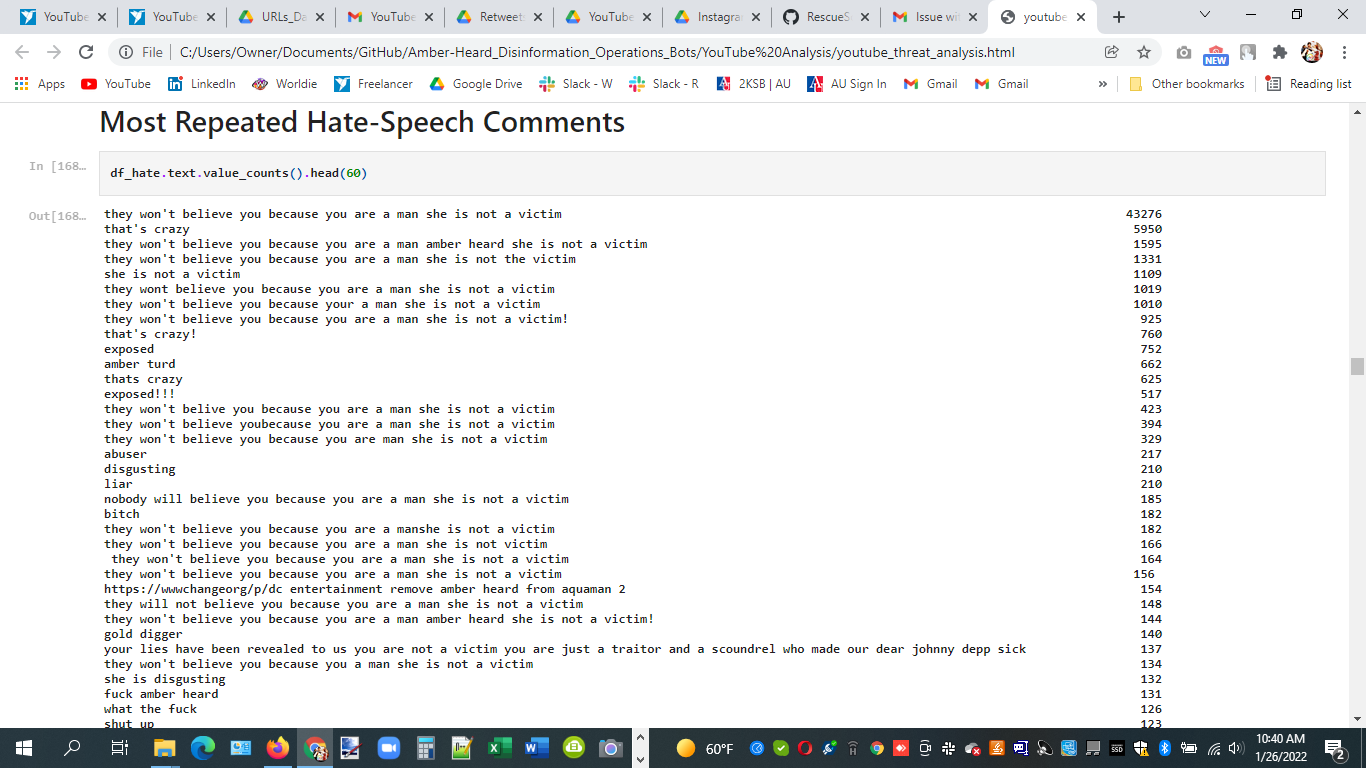 YouTube
YouTube
URLs_Da
YouTube
Retweet
YouTube
Instagra
RescueS
Issue wi
youtube
File
C:/Users/Owner/Documents/GitHub/Amber-Heard_Disinformation_Operations_Bots/YouTube%20Analysis/youtube_threat_analysis.html
NEW
Apps
YouTube
LinkedIn
Worldie
Freelancer
Google Drive
Slack - W
Slack - R
2KSB | AU
AU Sign In
Gmail
Gmail
»
Other bookmarks
Reading list
Most Repeated Hate-Speech Comments
In [168…
df_hate.text.value_counts().head(60)
Out[168…
they won't believe you because you are a man she is not a victim 43276
that's crazy 5950
they won't believe you because you are a man amber heard she is not a victim 1595
they won't believe you because you are a man she is not the victim 1331
she is not a victim 1109
they wont believe you because you are a man she is not a victim 1019
they won't believe you because your a man she is not a victim 1010
they won't believe you because you are a man she is not a victim! 925
that's crazy! 760
exposed 752
amber turd 662
thats crazy 625
exposed!!! 517
they won't belive you because you are a man she is not a victim 423
they won't believe youbecause you are a man she is not a victim 394
they won't believe you because you are man she is not a victim 329
abuser 217
disgusting 210
liar 210
nobody will believe you because you are a man she is not a victim 185
bitch 182
they won't believe you because you are a manshe is not a victim 182
they won't believe you because you are a man she is not victim 166
they won't believe you because you are a man she is not a victim 164
they won't believe you because you are a man she is not a victim 156
https://wwwchangeorg/p/dc entertainment remove amber heard from aquaman 2 154
they will not believe you because you are a man she is not a victim 148
they won't believe you because you are a man amber heard she is not a victim! 144
gold digger 140
your lies have been revealed to us you are not a victim you are just a traitor and a scoundrel who made our dear johnny depp sick 137
they won't believe you because you a man she is not a victim 134
she is disgusting 132
fuck amber heard 131
what the fuck 126
shut up 123
60°F
10:40 AM
1/26/2022
2